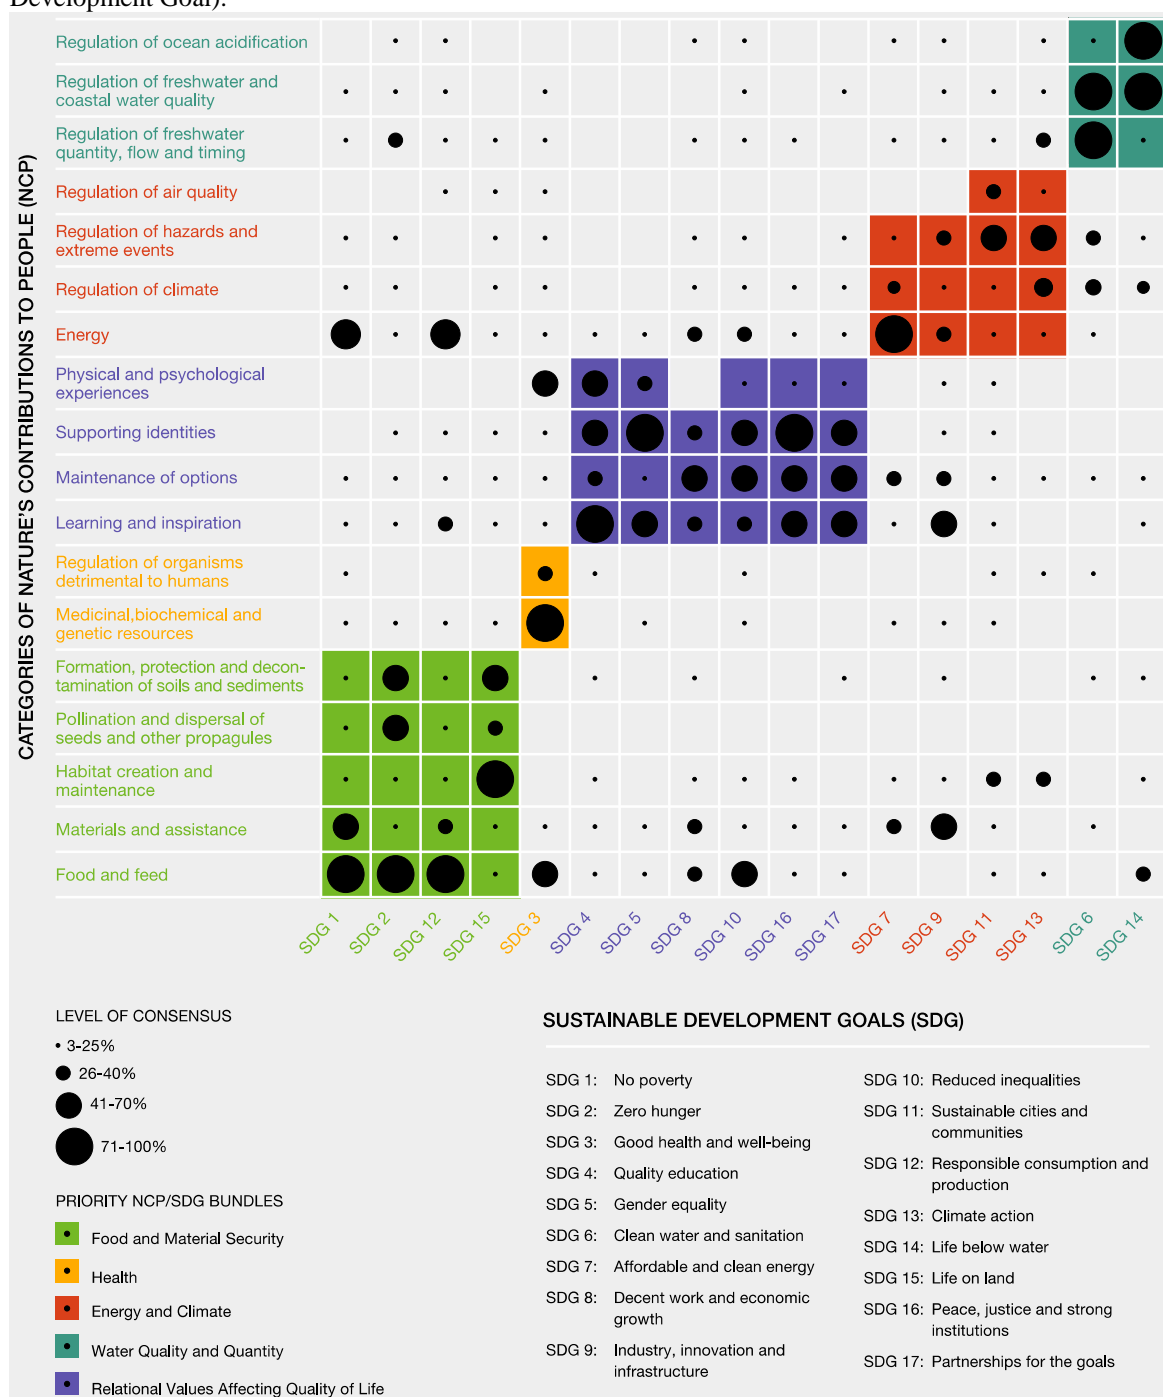 Development Goal).
CATEGORIES OF NATURE'S CONTRIBUTIONS TO PEOPLE (NCP)
Regulation of ocean acidification
Regulation of freshwater and
coastal water quality
Regulation of freshwater
quantity, flow and timing
Regulation of air quality
Regulation of hazards and
extreme events
Regulation of climate
Energy
Physical and psychological
experiences
Supporting identities
Maintenance of options
Learning and inspiration
Regulation of organisms
detrimental to humans
Medicinal,biochemical and
genetic resources
Formation, protection and decon-
tamination of soils and sediments
Pollination and dispersal of
seeds and other propagules
Habitat creation and
maintenance
Materials and assistance
Food and feed
SDG 1
SDG 2
SDG 12
SDG 15
SDG 3
SDG 4
SDG 5
SDG 8
SDG 10
SDG 16
SDG 17
SDG 7
SDG 9
SDG 11
SDG 13
SDG 6
SDG 14
LEVEL OF CONSENSUS
3-25%
26-40%
41-70%
71-100%
PRIORITY NCP/SDG BUNDLES
Food and Material Security
Health
Energy and Climate
Water Quality and Quantity
Relational Values Affecting Quality of Life
SUSTAINABLE DEVELOPMENT GOALS (SDG)
SDG 1: No poverty
SDG 2: Zero hunger
SDG 3: Good health and well-being
SDG 4: Quality education
SDG 5: Gender equality
SDG 6: Clean water and sanitation
SDG 7: Affordable and clean energy
SDG 8: Decent work and economic
growth
SDG 9: Industry, innovation and
infrastructure
SDG 10: Reduced inequalities
SDG 11: Sustainable cities and
communities
SDG 12: Responsible consumption and
production
SDG 13: Climate action
SDG 14: Life below water
SDG 15: Life on land
SDG 16: Peace, justice and strong
institutions
SDG 17: Partnerships for the goals